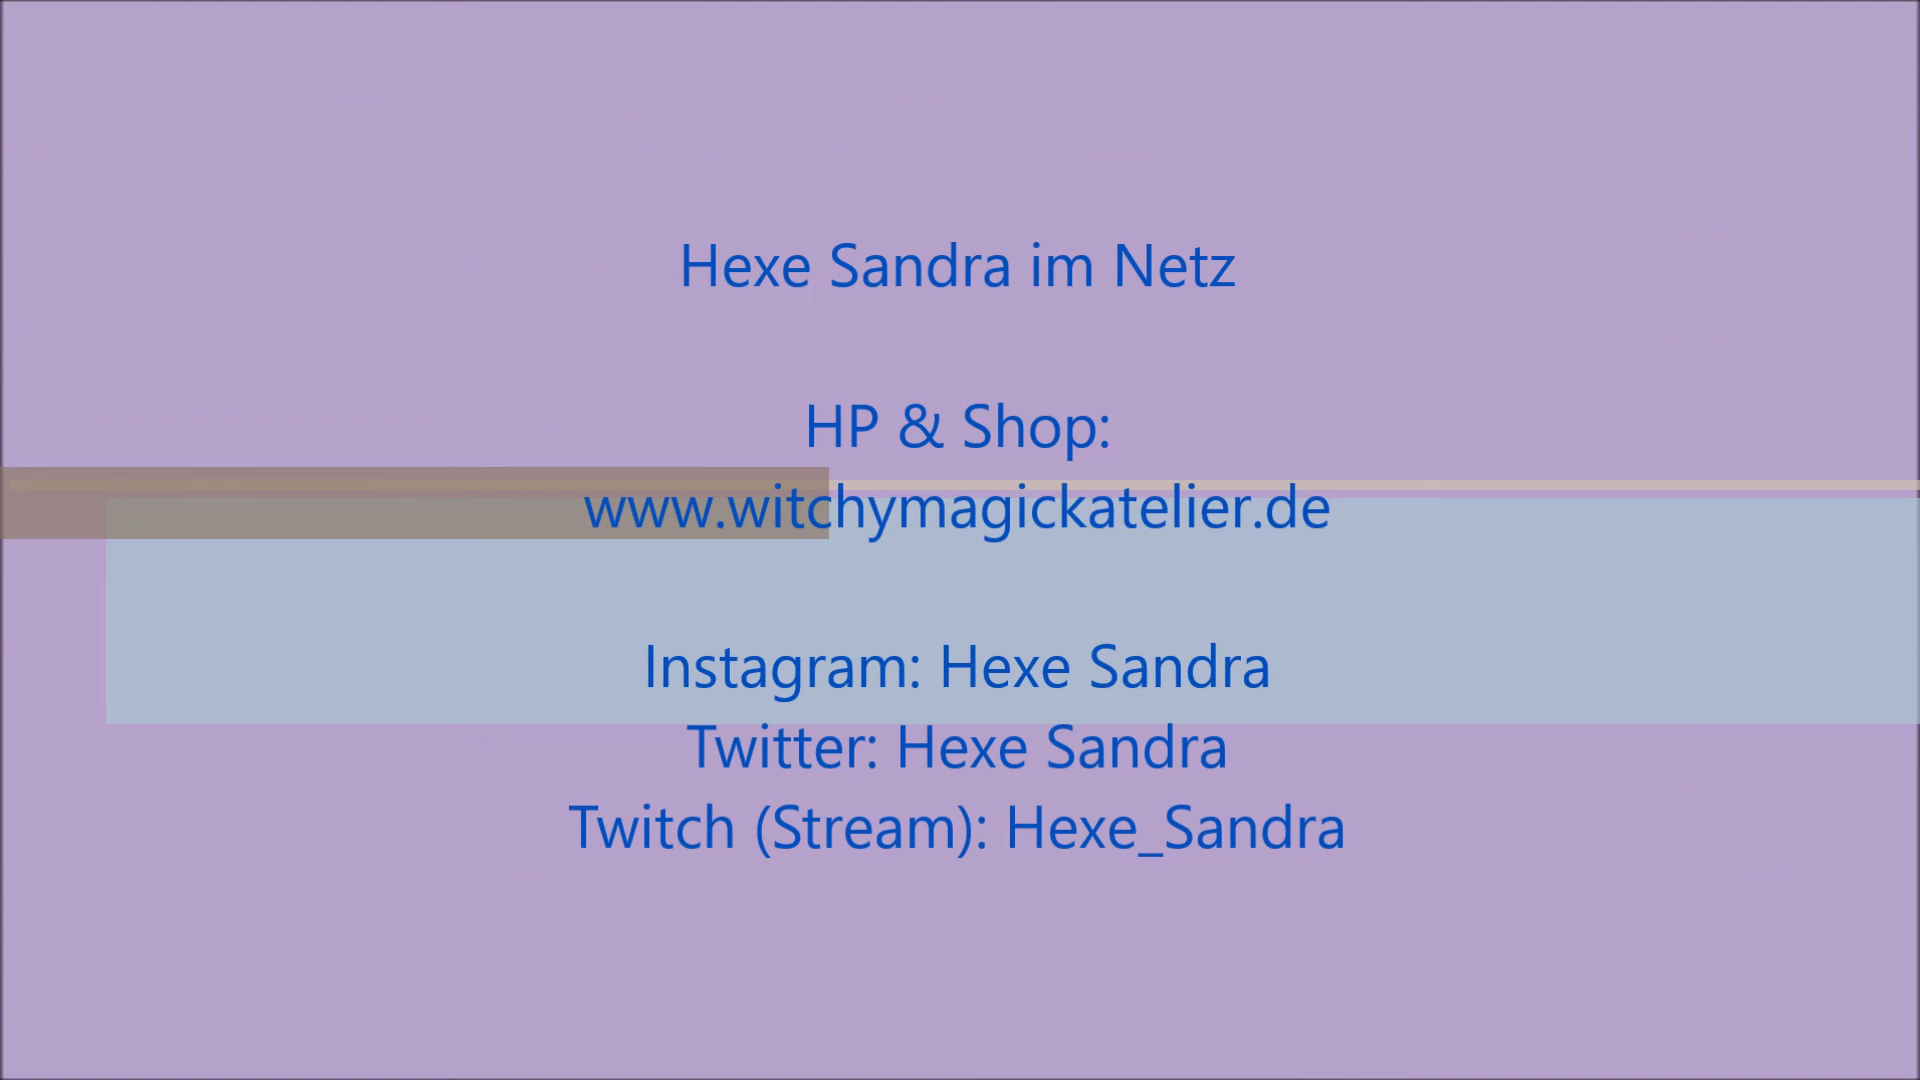 Hexe Sandra im Netz
HP & Shop:
www.witchymagickatelier.de
Instagram: Hexe Sandra
Twitter: Hexe Sandra
Twitch (Stream): Hexe_Sandra